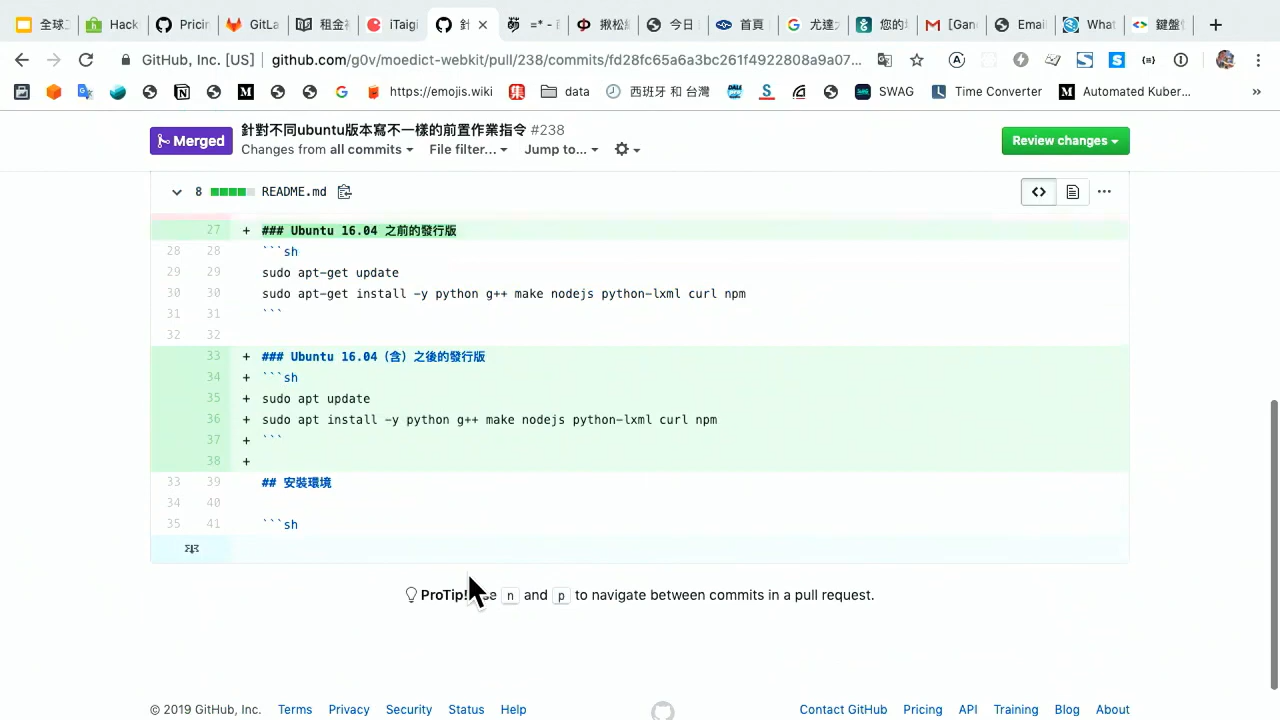 全球
Hack
Pricin
GitLa
租金
iTaigi
針
萌
=* -
揪松
今日
首頁
尤達
您的
[Gan
Email
What
鍵盤
GitHub, Inc. [US]
github.com/g0v/moedict-webkit/pull/238/commits/fd28fc65a6a3bc261f4922808a9a07...
https://emojis.wiki
data
西班牙 和 台灣
SWAG
Time Converter
Automated Kuber...
»
Merged
針對不同ubuntu版本寫不一樣的前置作業指令 #238
Changes from all commits
File filter...
Jump to...
Review changes
8 README.md
27 + ### Ubuntu 16.04 之前的發行版
28 28 ```sh
29 29 sudo apt-get update
30 30 sudo apt-get install -y python g++ make nodejs python-lxml curl npm
31 31 ```
32 32
33 + ### Ubuntu 16.04（含）之後的發行版
34 + ```sh
35 + sudo apt update
36 + sudo apt install -y python g++ make nodejs python-lxml curl npm
37 + ```
38 +
33 39 ## 安裝環境
34 40
35 41 ```sh
ProTip! se n and p to navigate between commits in a pull request.
© 2019 GitHub, Inc. Terms Privacy Security Status Help
Contact GitHub Pricing API Training Blog About